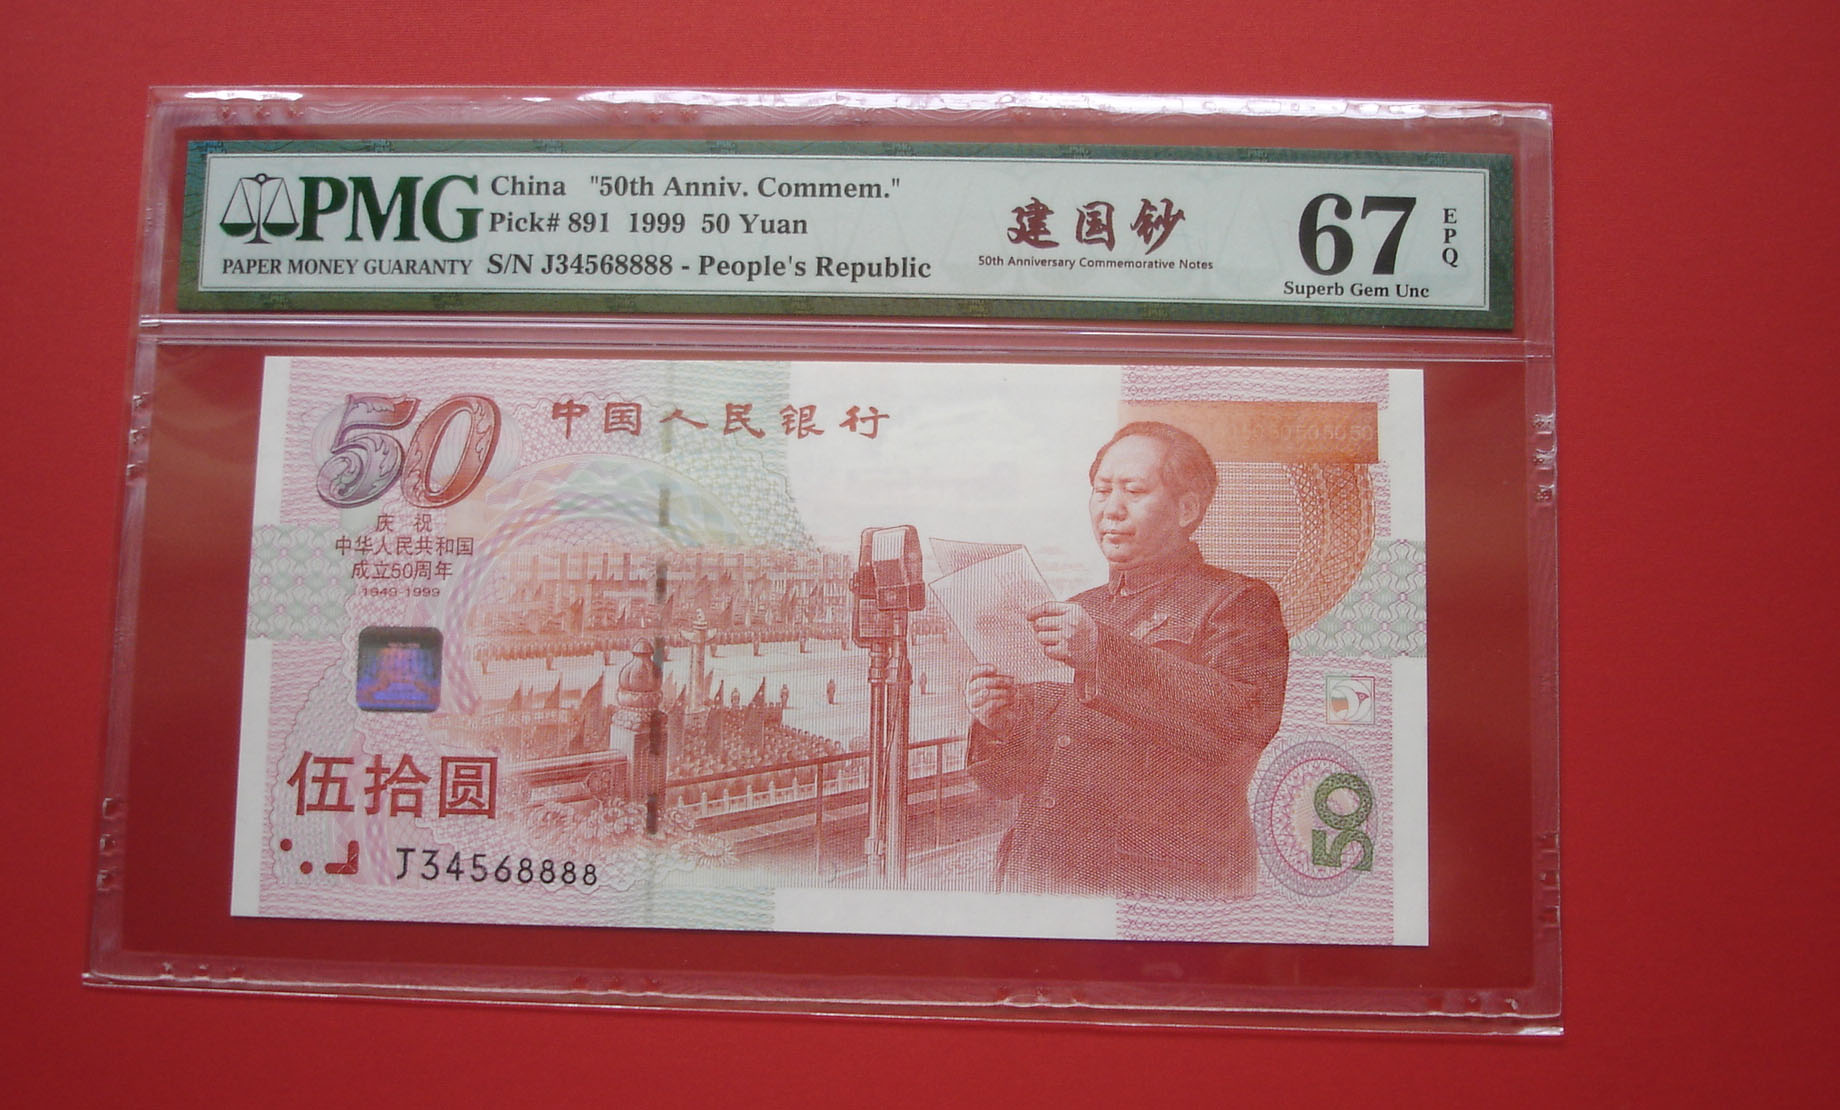 PMG
PAPER MONEY GUARANTY
China "50th Anniv. Commem."
Pick# 891 1999 50 Yuan
S/N J34568888 - People's Republic
建国钞
50th Anniversary Commemorative Notes
67
EPQ
Superb Gem Unc
50
中国人民银行
庆祝
中华人民共和国
成立50周年
1949-1999
伍拾圆
J34568888
50